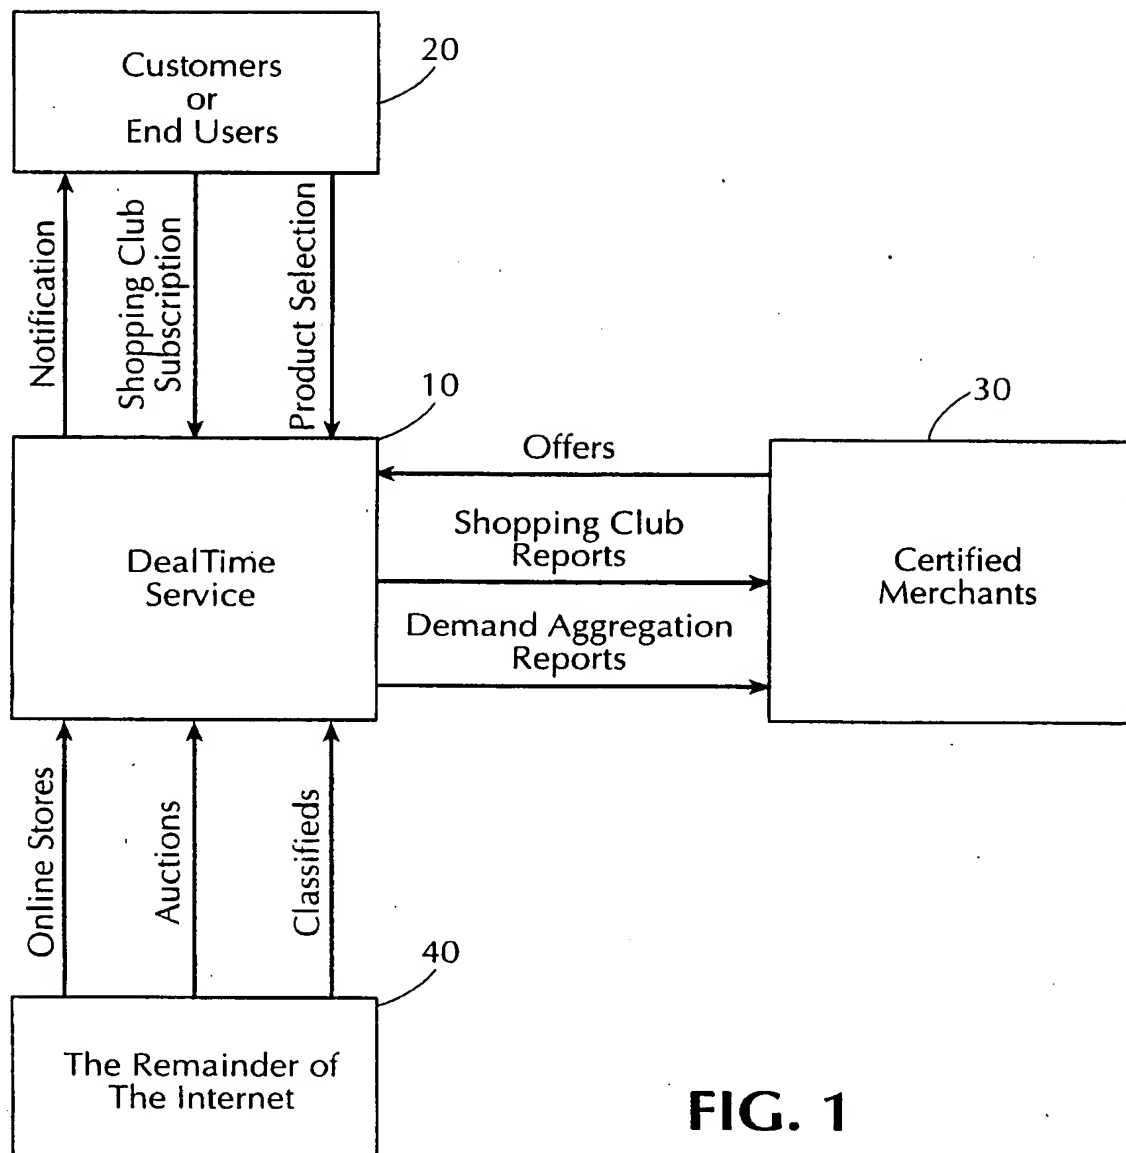 Customers
or
End Users
20
Notification
Shopping Club
Subscription
Product Selection
10
30
Offers
Shopping Club
Reports
Demand Aggregation
Reports
DealTime
Service
Certified
Merchants
Online Stores
Auctions
Classifieds
40
The Remainder of
The Internet
FIG. 1